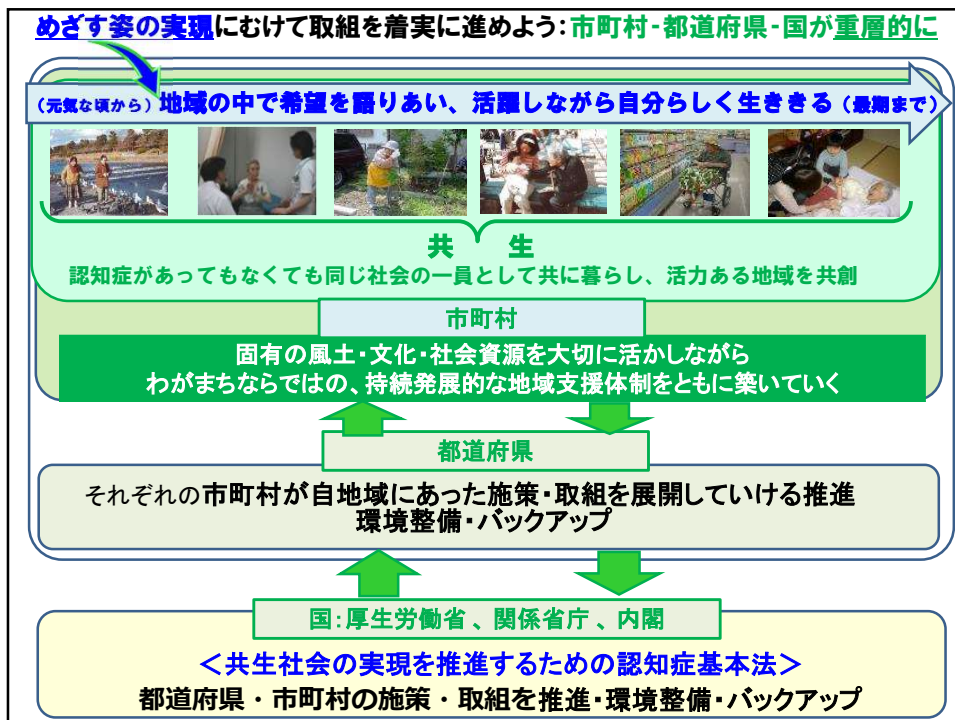 めざす姿の実現にむけて取組を着実に進めよう：市町村-都道府県-国が重層的に
（元気な頃から）地域の中で希望を語りあい、活躍しながら自分らしく生ききる（最期まで）
共　生
認知症があってもなくても同じ社会の一員として共に暮らし、活力ある地域を共創
市町村
固有の風土・文化・社会資源を大切に活かしながら
わがまちならではの、持続発展的な地域支援体制をともに築いていく
都道府県
それぞれの市町村が自地域にあった施策・取組を展開していける推進
環境整備・バックアップ
国：厚生労働省 、関係省庁 、内閣
＜共生社会の実現を推進するための認知症基本法＞
都道府県・市町村の施策・取組を推進・環境整備・バックアップ